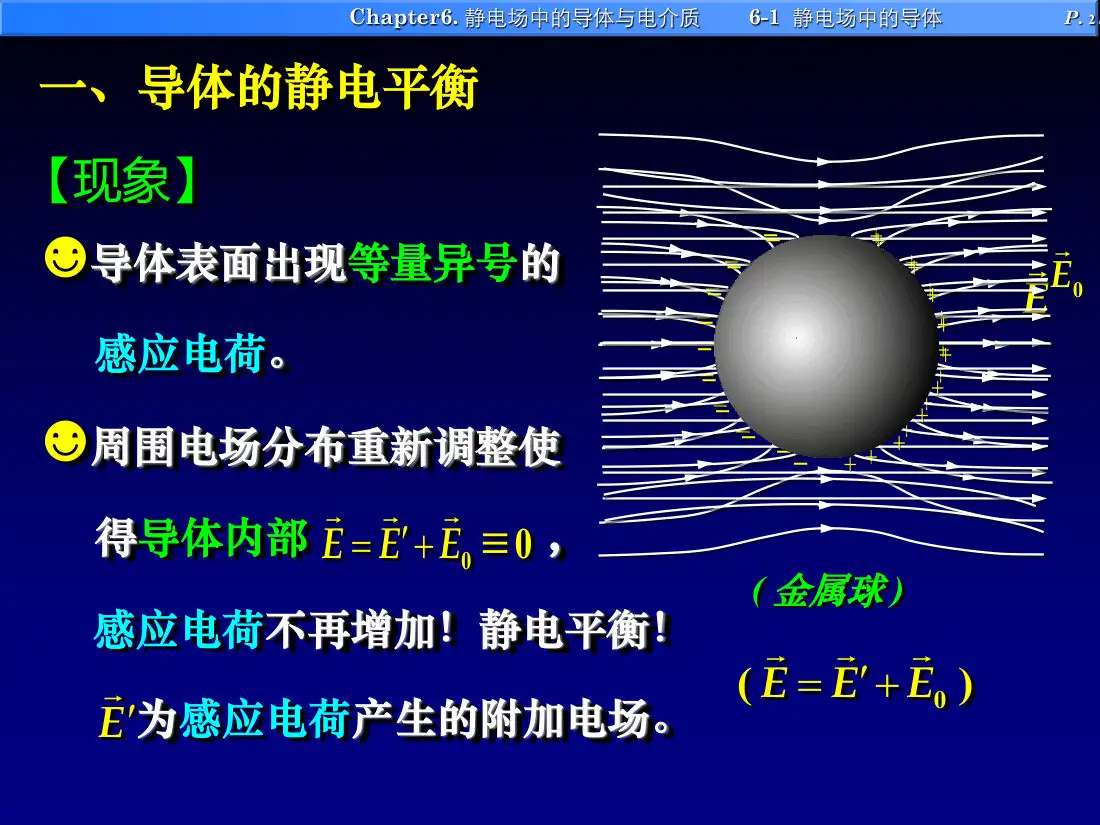 Chapter6. 静电场中的导体与电介质 6-1 静电场中的导体 P. 2
一、导体的静电平衡
【现象】
导体表面出现等量异号的
感应电荷。
周围电场分布重新调整使
得导体内部 E⃗ = E⃗′ + E⃗₀ ≡ 0 ，
感应电荷不再增加！静电平衡！
E⃗′为感应电荷产生的附加电场。
E⃗₀
E⃗
（金属球）
( E⃗ = E⃗′ + E⃗₀ )